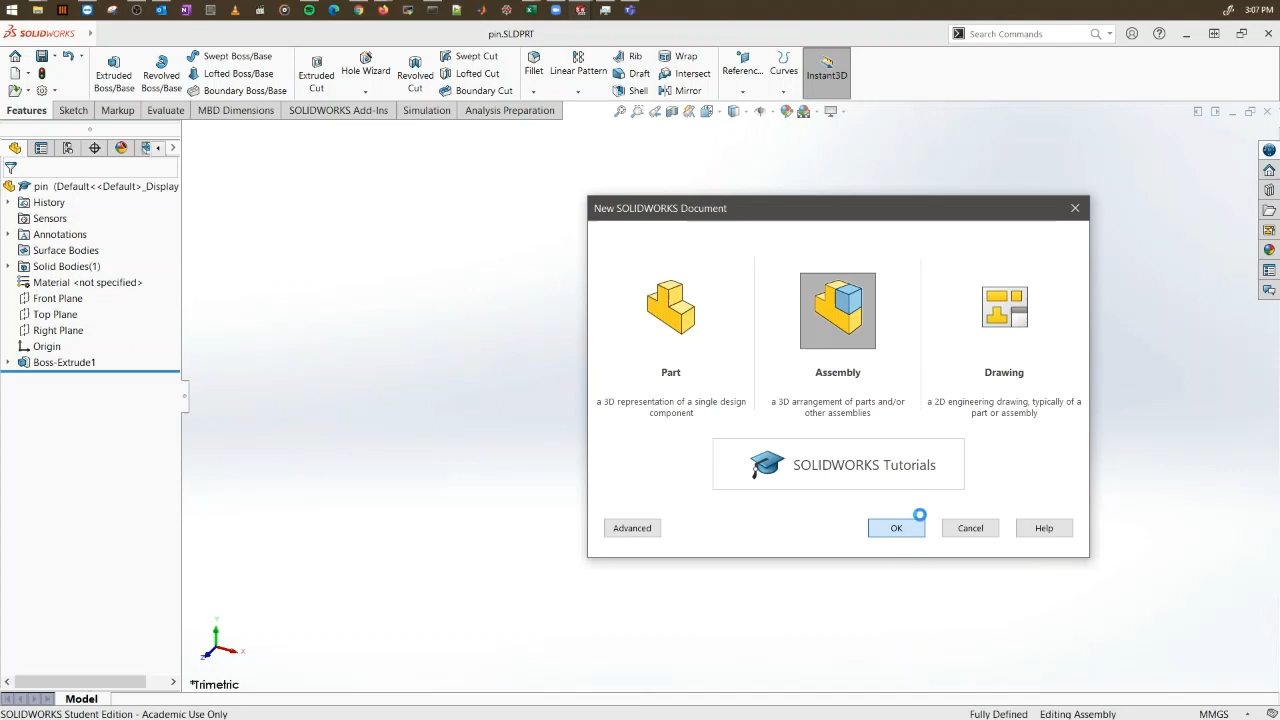 3:07 PM
SOLIDWORKS
pin.SLDPRT
Search Commands
Extruded Boss/Base
Revolved Boss/Base
Swept Boss/Base
Lofted Boss/Base
Boundary Boss/Base
Extruded Cut
Hole Wizard
Revolved Cut
Swept Cut
Lofted Cut
Boundary Cut
Fillet
Linear Pattern
Rib
Draft
Shell
Wrap
Intersect
Mirror
Referenc...
Curves
Instant3D
Features
Sketch
Markup
Evaluate
MBD Dimensions
SOLIDWORKS Add-Ins
Simulation
Analysis Preparation
pin (Default<<Default>_Display
History
Sensors
Annotations
Surface Bodies
Solid Bodies(1)
Material <not specified>
Front Plane
Top Plane
Right Plane
Origin
Boss-Extrude1
New SOLIDWORKS Document
Part
a 3D representation of a single design
component
Assembly
a 3D arrangement of parts and/or
other assemblies
Drawing
a 2D engineering drawing, typically of a
part or assembly
SOLIDWORKS Tutorials
Advanced
OK
Cancel
Help
Y
X
Z
*Trimetric
Model
SOLIDWORKS Student Edition - Academic Use Only
Fully Defined
Editing Assembly
MMGS